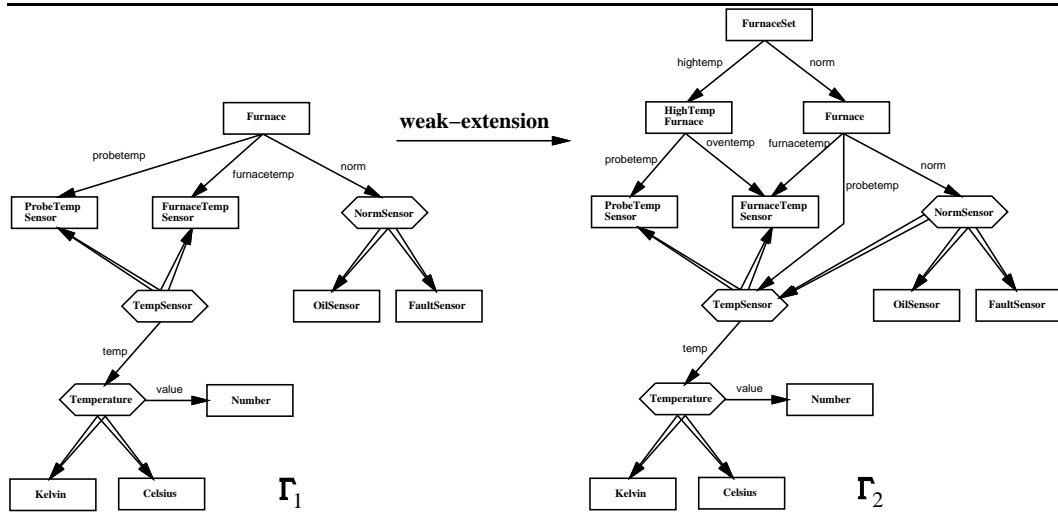 FurnaceSet
hightemp
norm
Furnace
weak-extension
HighTemp
Furnace
Furnace
probetemp
furnacetemp
norm
probetemp
oventemp
furnacetemp
probetemp
norm
ProbeTemp
Sensor
FurnaceTemp
Sensor
NormSensor
ProbeTemp
Sensor
FurnaceTemp
Sensor
NormSensor
TempSensor
OilSensor
FaultSensor
TempSensor
OilSensor
FaultSensor
temp
temp
Temperature
value
Number
Temperature
value
Number
Kelvin
Celsius
Γ1
Kelvin
Celsius
Γ2